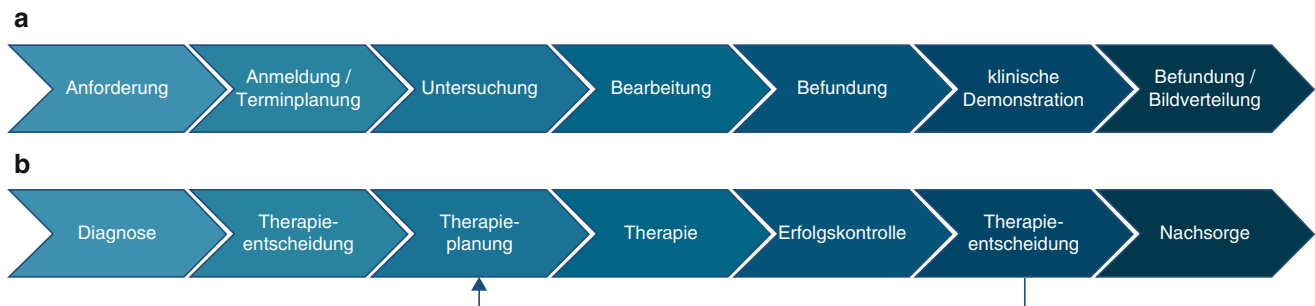 a
Anforderung
Anmeldung /
Terminplanung
Untersuchung
Bearbeitung
Befundung
klinische
Demonstration
Befundung /
Bildverteilung
b
Diagnose
Therapie-
entscheidung
Therapie-
planung
Therapie
Erfolgskontrolle
Therapie-
entscheidung
Nachsorge